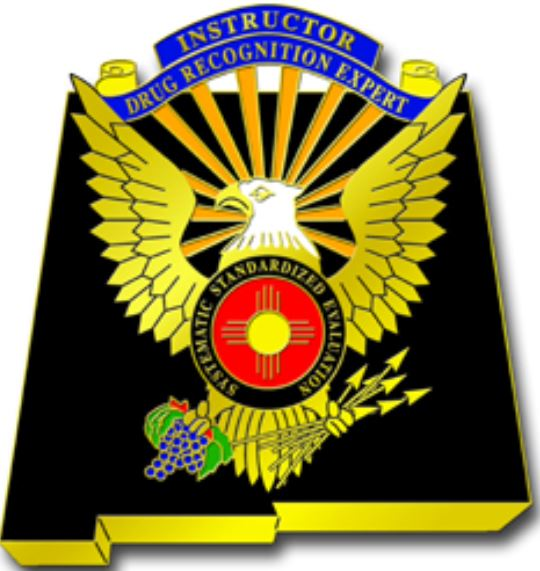 INSTRUCTOR
DRUG RECOGNITION EXPERT
SYSTEMATIC STANDARDIZED EVALUATION